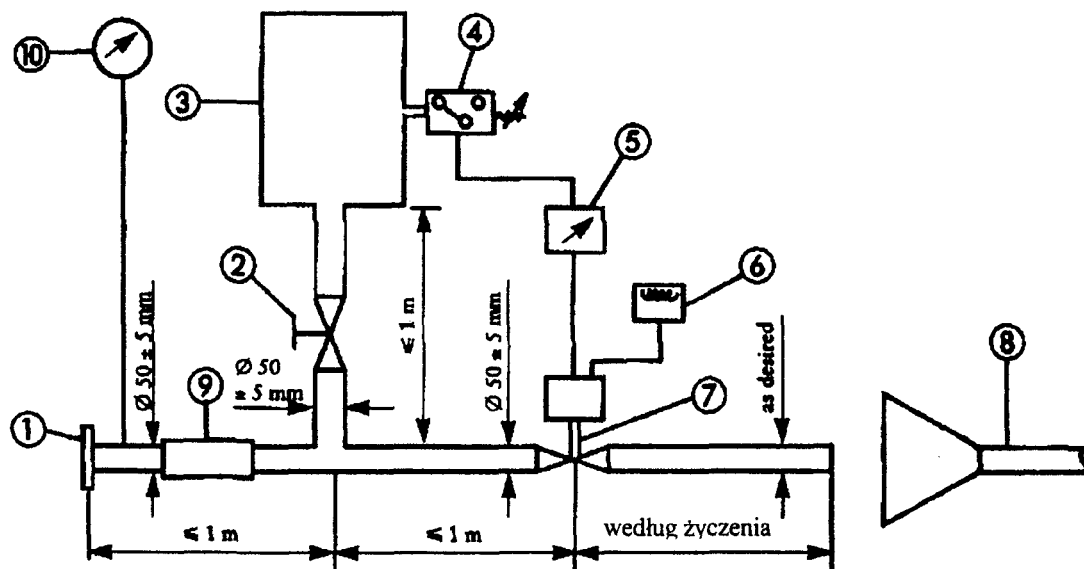 10
4
3
5
2
6
≤ 1 m
Ø 50 ± 5 mm
Ø 50
± 5 mm
Ø 50 ± 5 mm
as desired
9
7
8
1
≤ 1 m
≤ 1 m
według życzenia